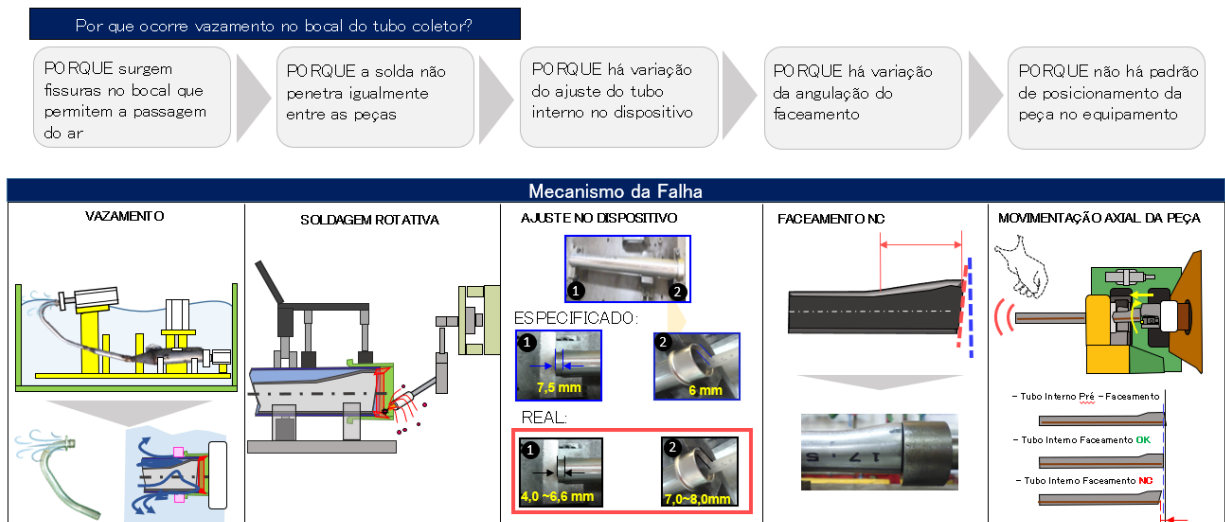 Por que ocorre vazamento no bocal do tubo coletor?
PORQUE surgem
fissuras no bocal que
permitem a passagem
do ar
PORQUE a solda não
penetra igualmente
entre as peças
PORQUE há variação
do ajuste do tubo
interno no dispositivo
PORQUE há variação
da angulação do
faceamento
PORQUE não há padrão
de posicionamento da
peça no equipamento
Mecanismo da Falha
VAZAMENTO
SOLDAGEM ROTATIVA
AJUSTE NO DISPOSITIVO
1
2
ESPECIFICADO:
1
7,5 mm
2
6 mm
REAL:
1
4,0 ~6,6 mm
2
7,0~8,0mm
FACEAMENTO NC
17.5
MOVIMENTAÇÃO AXIAL DA PEÇA
- Tubo Interno Pré - Faceamento
- Tubo Interno Faceamento OK
- Tubo Interno Faceamento NC